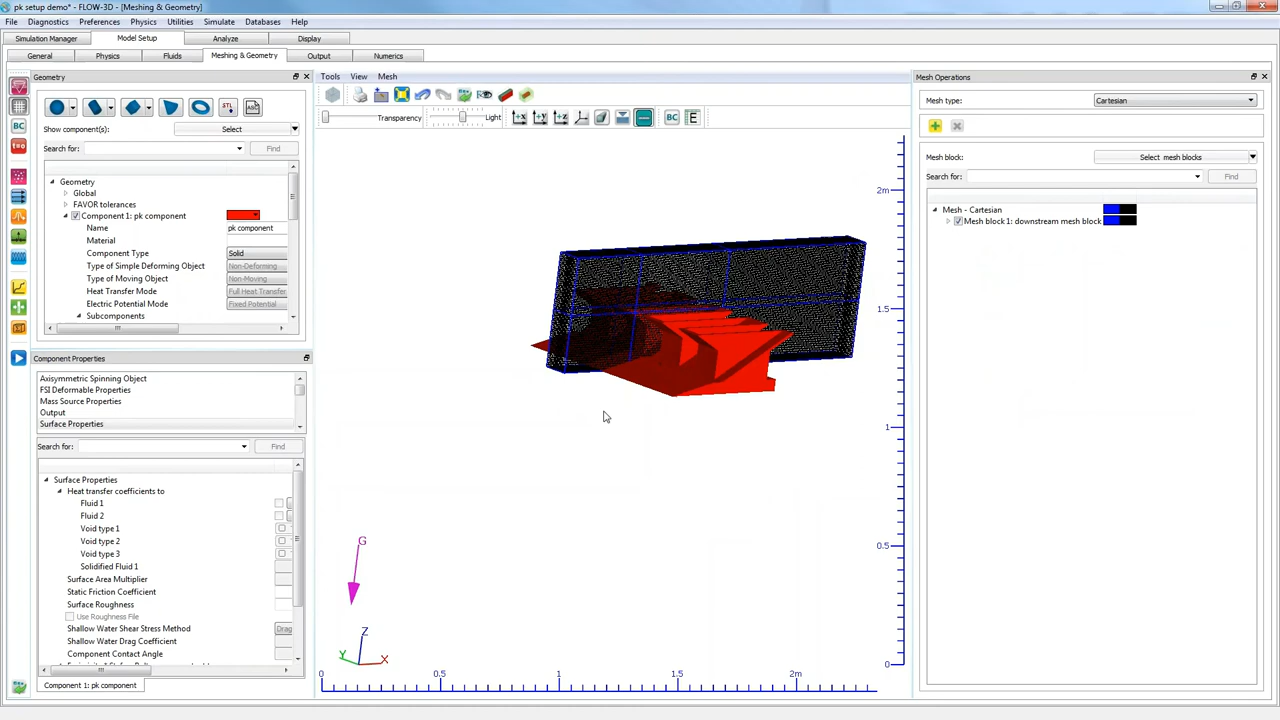 pk setup demo* - FLOW-3D - [Meshing & Geometry]
File Diagnostics Preferences Physics Utilities Simulate Databases Help
Simulation Manager Model Setup Analyze Display
General Physics Fluids Meshing & Geometry Output Numerics
Geometry
Tools View Mesh
Mesh Operations
Mesh type: Cartesian
STL
Transparency Light
BC E
BC
Show component(s): Select
Search for: Find
t=0
Mesh block: Select mesh blocks
Search for: Find
Geometry
Global
FAVOR tolerances
Component 1: pk component
Name pk component
Material
Component Type Solid
Type of Simple Deforming Object Non-Deforming
Type of Moving Object Non-Moving
Heat Transfer Mode Full Heat Transfer
Electric Potential Mode Fixed Potential
Subcomponents
Mesh - Cartesian
Mesh block 1: downstream mesh block
Component Properties
Axisymmetric Spinning Object
FSI Deformable Properties
Mass Source Properties
Output
Surface Properties
Search for: Find
Surface Properties
Heat transfer coefficients to
Fluid 1
Fluid 2
Void type 1
Void type 2
Void type 3
Solidified Fluid 1
Surface Area Multiplier
Static Friction Coefficient
Surface Roughness
Use Roughness File
Shallow Water Shear Stress Method Drag
Shallow Water Drag Coefficient
Component Contact Angle
Component 1: pk component
2m
1.5
1
0.5
0
G
Z
Y X
0 0.5 1 1.5 2m